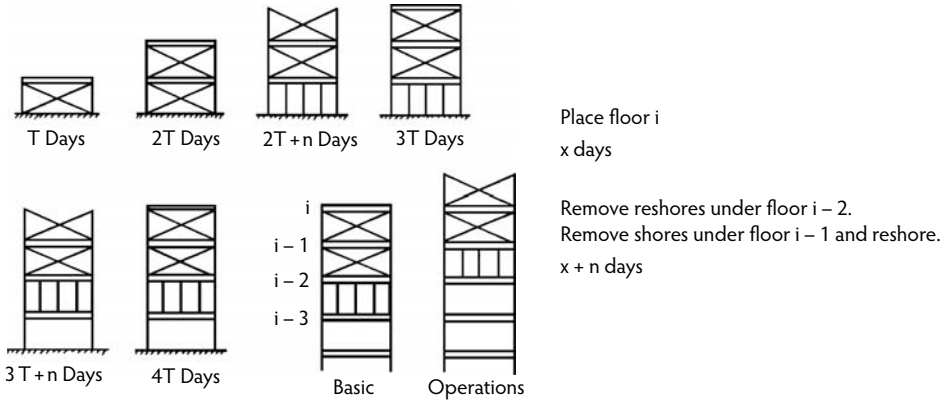 T Days
2T Days
2T + n Days
3T Days
Place floor i
x days
Remove reshores under floor i – 2.
Remove shores under floor i – 1 and reshore.
x + n days
i
i – 1
i – 2
i – 3
3 T + n Days
4T Days
Basic
Operations